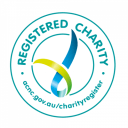 REGISTERED CHARITY
acnc.gov.au/charityregister